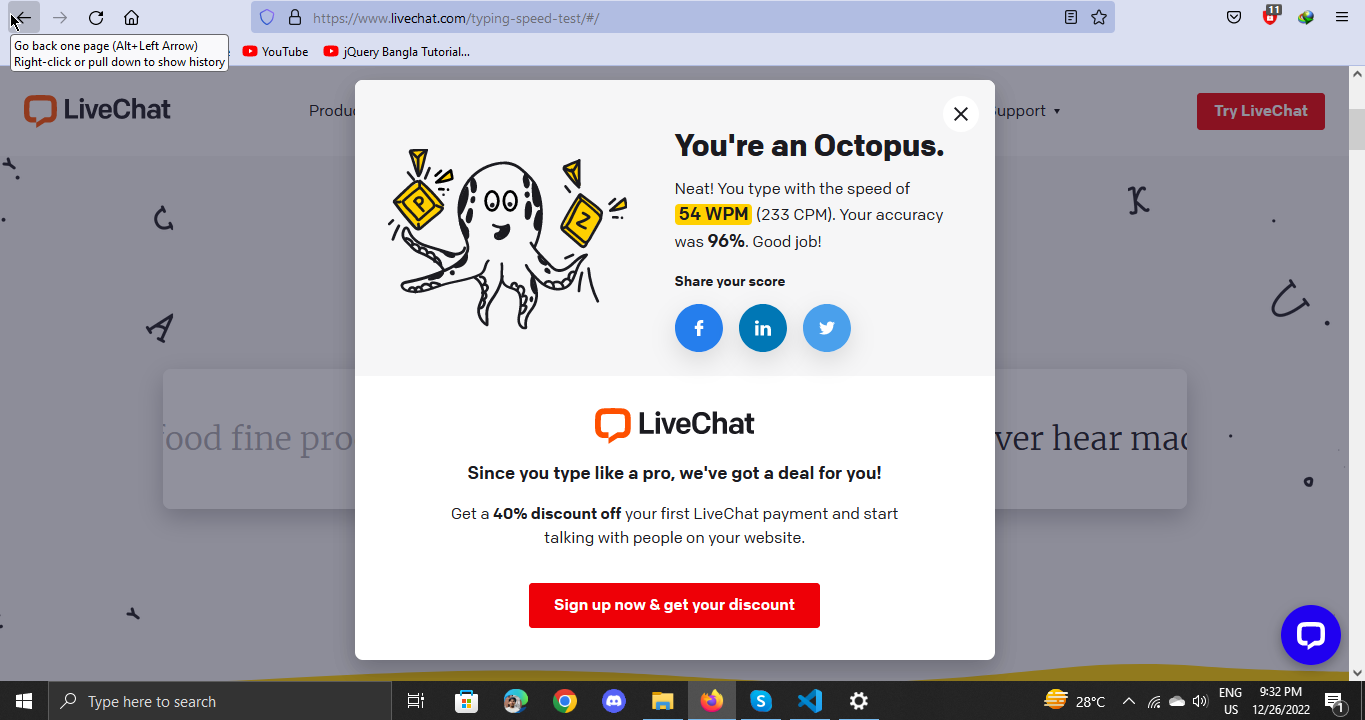 https://www.livechat.com/typing-speed-test/#/
11
Go back one page (Alt+Left Arrow)
Right-click or pull down to show history
YouTube
jQuery Bangla Tutorial...
LiveChat
Produc
upport
Try LiveChat
You're an Octopus.
Neat! You type with the speed of
54 WPM (233 CPM). Your accuracy
was 96%. Good job!
Share your score
P
Z
K
A
food fine pro
ver hear mad
LiveChat
Since you type like a pro, we've got a deal for you!
Get a 40% discount off your first LiveChat payment and start
talking with people on your website.
Sign up now & get your discount
Type here to search
28°C
ENG
US
9:32 PM
12/26/2022
1